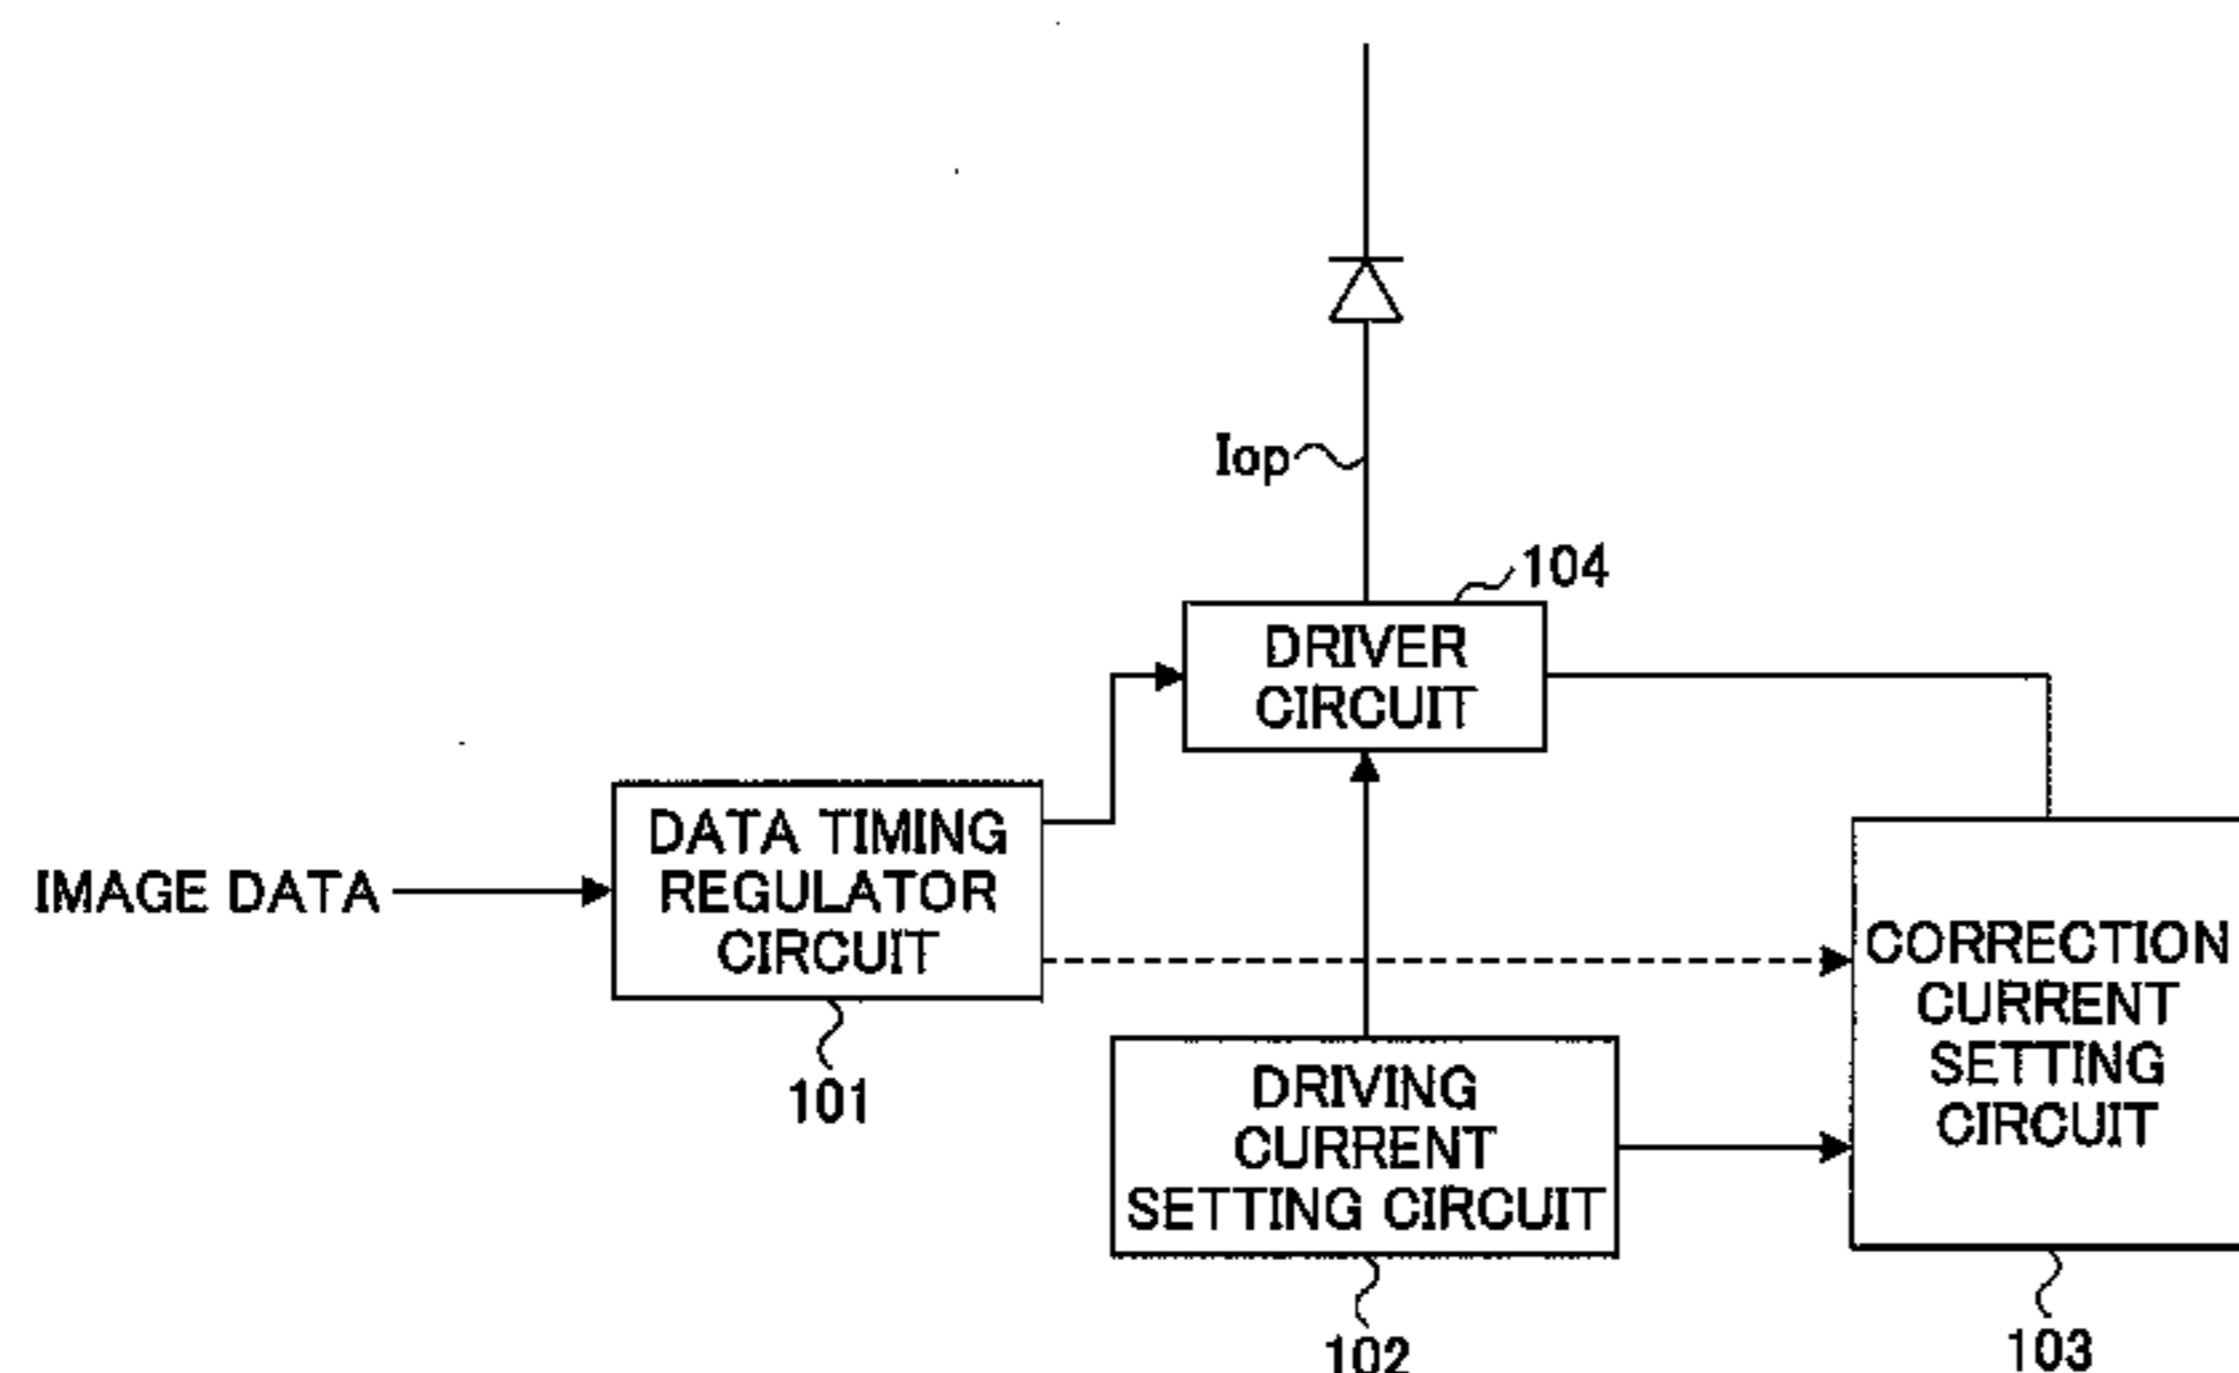 Iop
104
DRIVER
CIRCUIT
DATA TIMING
REGULATOR
CIRCUIT
IMAGE DATA
101
CORRECTION
CURRENT
SETTING
CIRCUIT
DRIVING
CURRENT
SETTING CIRCUIT
102
103